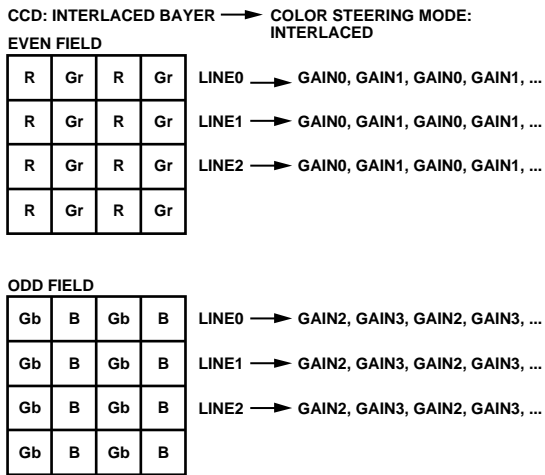 CCD: INTERLACED BAYER COLOR STEERING MODE:
INTERLACED
EVEN FIELD
R Gr R Gr LINE0 GAIN0, GAIN1, GAIN0, GAIN1, ...
R Gr R Gr LINE1 GAIN0, GAIN1, GAIN0, GAIN1, ...
R Gr R Gr LINE2 GAIN0, GAIN1, GAIN0, GAIN1, ...
R Gr R Gr
ODD FIELD
Gb B Gb B LINE0 GAIN2, GAIN3, GAIN2, GAIN3, ...
Gb B Gb B LINE1 GAIN2, GAIN3, GAIN2, GAIN3, ...
Gb B Gb B LINE2 GAIN2, GAIN3, GAIN2, GAIN3, ...
Gb B Gb B